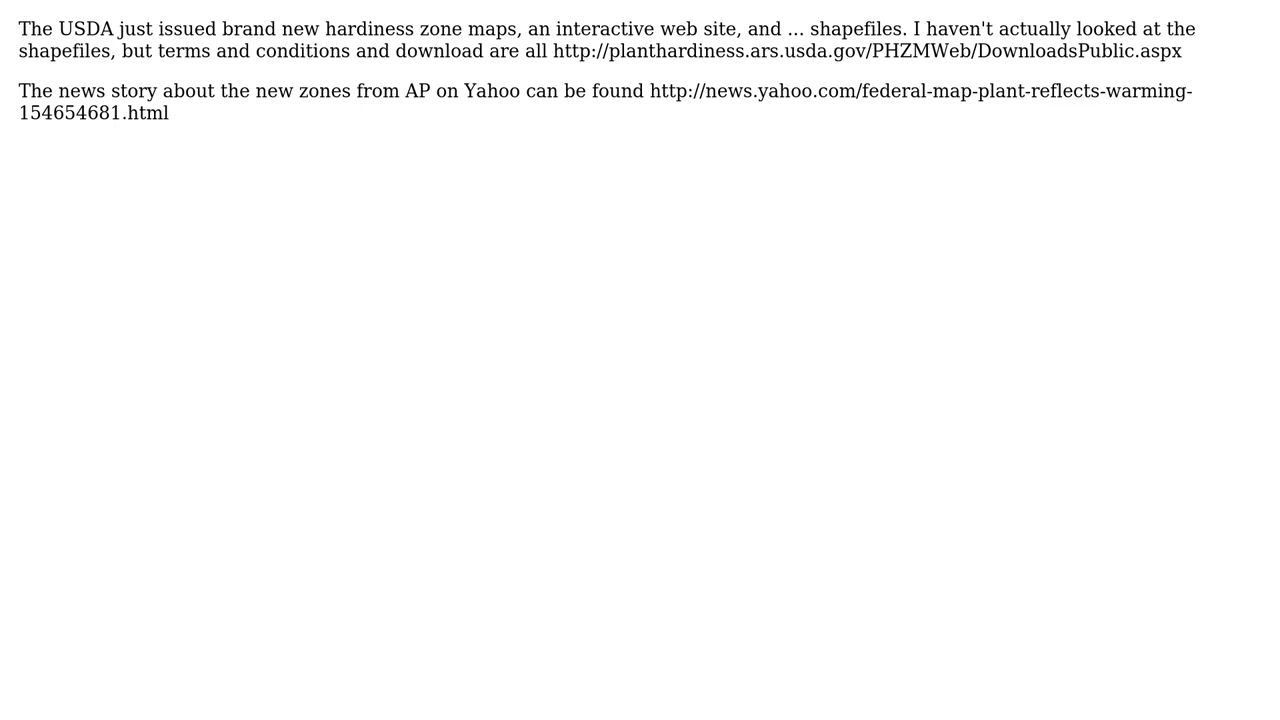 The USDA just issued brand new hardiness zone maps, an interactive web site, and ... shapefiles. I haven't actually looked at the
shapefiles, but terms and conditions and download are all http://planthardiness.ars.usda.gov/PHZMWeb/DownloadsPublic.aspx
The news story about the new zones from AP on Yahoo can be found http://news.yahoo.com/federal-map-plant-reflects-warming-
154654681.html